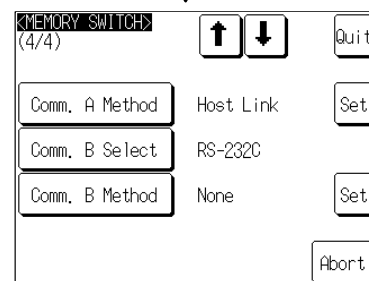 <MEMORY SWITCH>
(4/4)
Quit
Comm. A Method Host Link Set
Comm. B Select RS-232C
Comm. B Method None Set
Abort